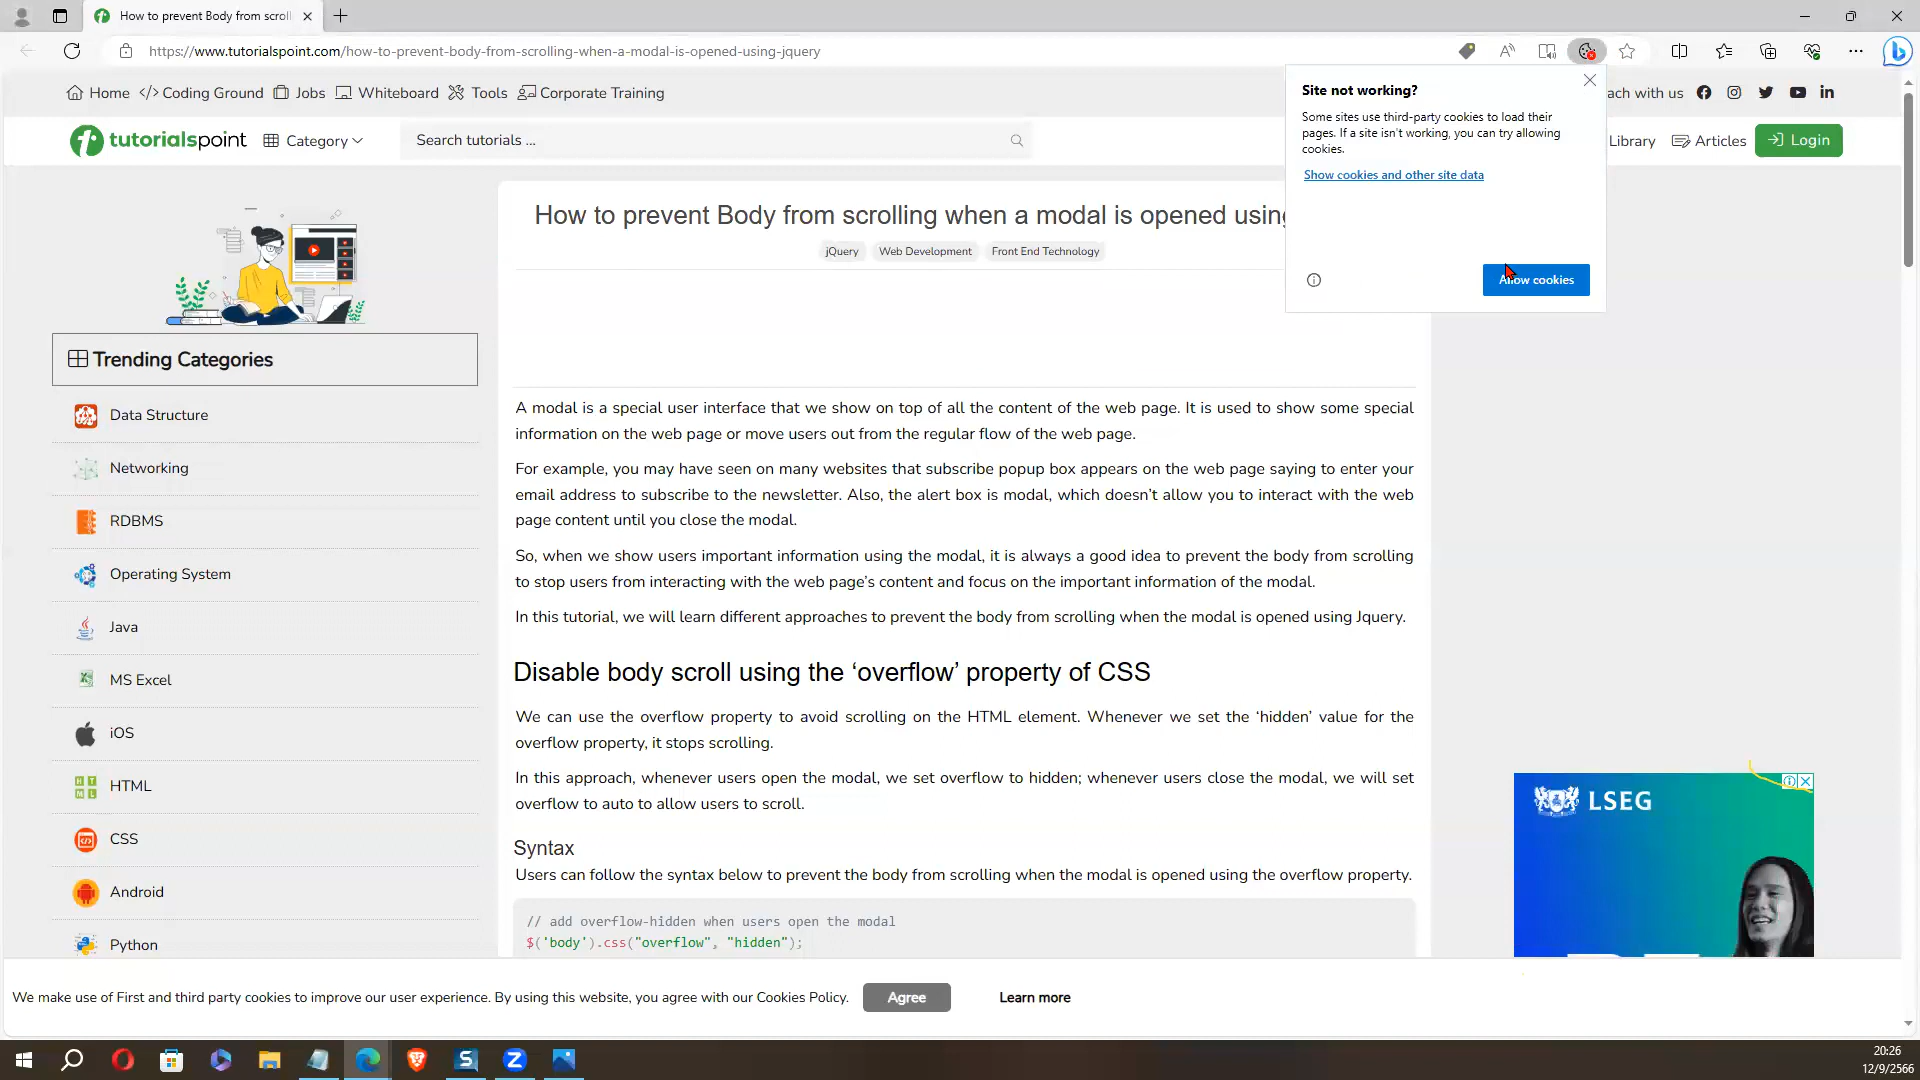 How to prevent Body from scroll
https://www.tutorialspoint.com/how-to-prevent-body-from-scrolling-when-a-modal-is-opened-using-jquery
Home </> Coding Ground Jobs Whiteboard Tools Corporate Training
ach with us
tutorialspoint Category Search tutorials ... Library Articles Login
Site not working?
Some sites use third-party cookies to load their
pages. If a site isn't working, you can try allowing
cookies.
Show cookies and other site data
Allow cookies
How to prevent Body from scrolling when a modal is opened using
jQuery Web Development Front End Technology
Trending Categories
Data Structure
Networking
RDBMS
Operating System
Java
MS Excel
iOS
HTML
CSS
Android
Python
A modal is a special user interface that we show on top of all the content of the web page. It is used to show some special
information on the web page or move users out from the regular flow of the web page.
For example, you may have seen on many websites that subscribe popup box appears on the web page saying to enter your
email address to subscribe to the newsletter. Also, the alert box is modal, which doesn’t allow you to interact with the web
page content until you close the modal.
So, when we show users important information using the modal, it is always a good idea to prevent the body from scrolling
to stop users from interacting with the web page’s content and focus on the important information of the modal.
In this tutorial, we will learn different approaches to prevent the body from scrolling when the modal is opened using Jquery.
Disable body scroll using the ‘overflow’ property of CSS
We can use the overflow property to avoid scrolling on the HTML element. Whenever we set the ‘hidden’ value for the
overflow property, it stops scrolling.
In this approach, whenever users open the modal, we set overflow to hidden; whenever users close the modal, we will set
overflow to auto to allow users to scroll.
Syntax
Users can follow the syntax below to prevent the body from scrolling when the modal is opened using the overflow property.
// add overflow-hidden when users open the modal
$('body').css("overflow", "hidden");
LSEG
We make use of First and third party cookies to improve our user experience. By using this website, you agree with our Cookies Policy. Agree Learn more
20:26
12/9/2566